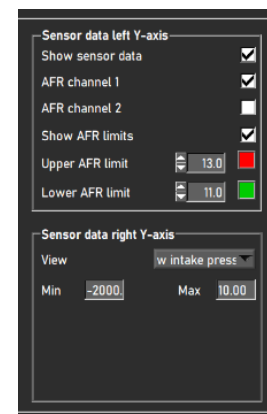 Sensor data left Y-axis
Show sensor data
AFR channel 1
AFR channel 2
Show AFR limits
Upper AFR limit 13.0
Lower AFR limit 11.0
Sensor data right Y-axis
View w intake press
Min -2000. Max 10.00